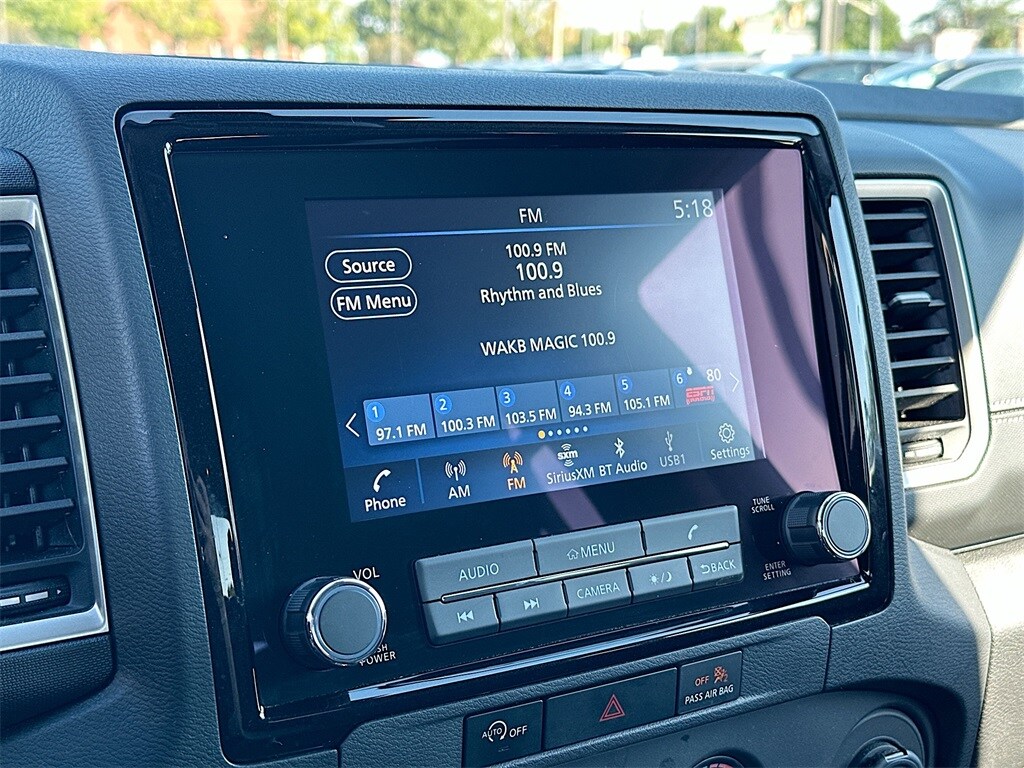 FM
5:18
Source
FM Menu
100.9 FM
100.9
Rhythm and Blues
WAKB MAGIC 100.9
1
97.1 FM
2
100.3 FM
3
103.5 FM
4
94.3 FM
5
105.1 FM
6
80
Phone
AM
FM
sxm
SiriusXM
BT Audio
USB1
Settings
VOL
POWER
AUDIO
MENU
CAMERA
BACK
TUNE
SCROLL
ENTER
SETTING
AUTO OFF
OFF
PASS AIR BAG